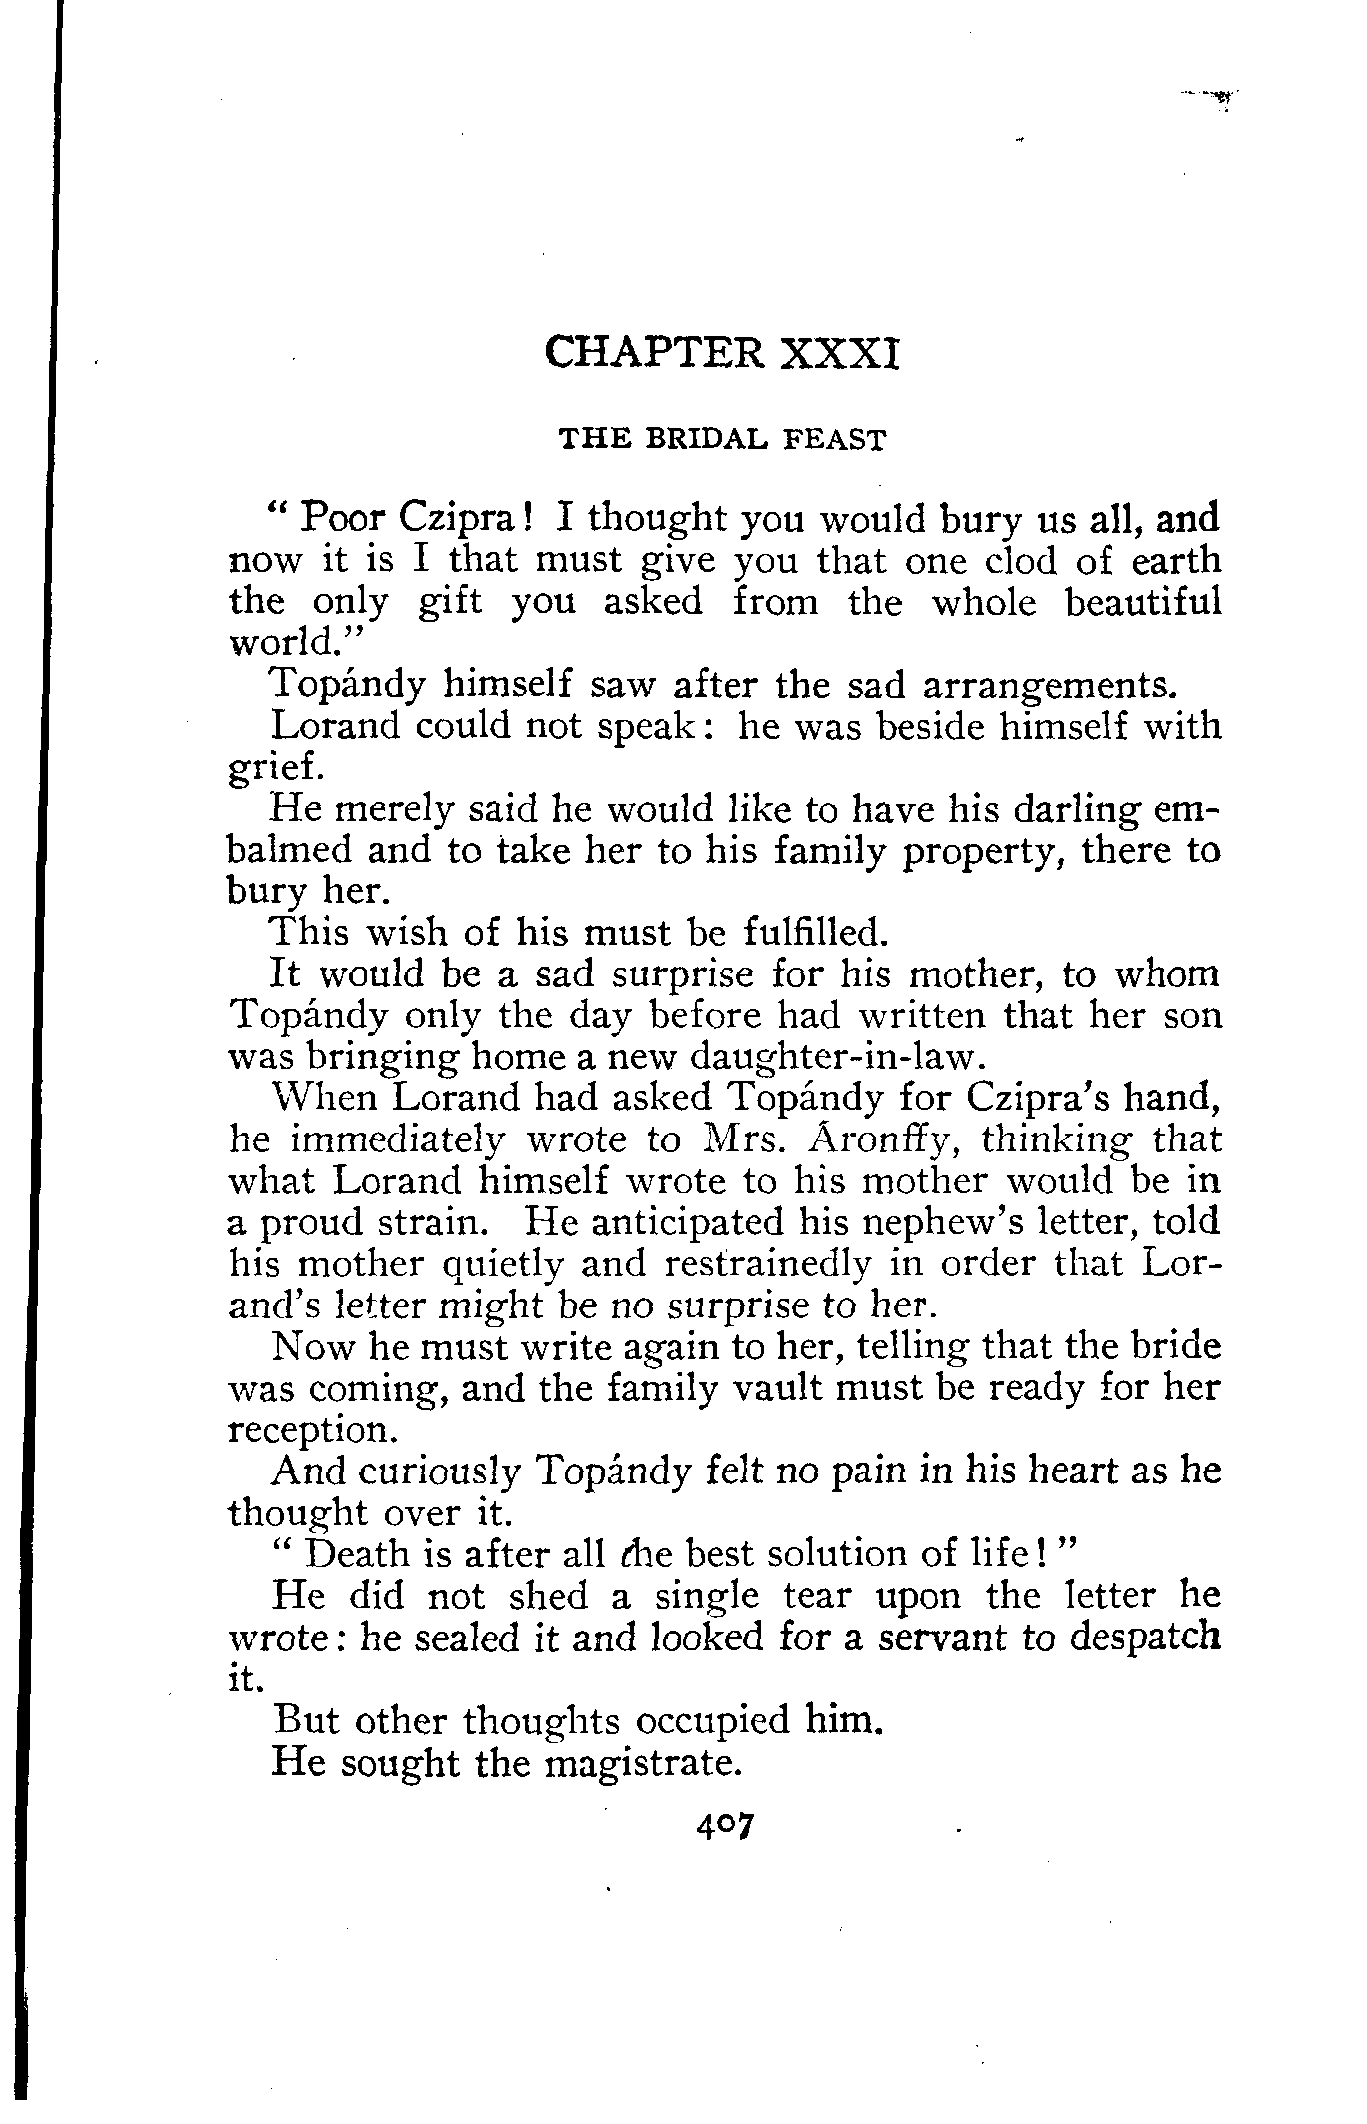 CHAPTER XXXI
THE BRIDAL FEAST
" Poor Czipra! I thought you would bury us all, and
now it is I that must give you that one clod of earth
the only gift you asked from the whole beautiful
world."
Topándy himself saw after the sad arrangements.
Lorand could not speak: he was beside himself with
grief.
He merely said he would like to have his darling em-
balmed and to take her to his family property, there to
bury her.
This wish of his must be fulfilled.
It would be a sad surprise for his mother, to whom
Topándy only the day before had written that her son
was bringing home a new daughter-in-law.
When Lorand had asked Topándy for Czipra's hand,
he immediately wrote to Mrs. Áronffy, thinking that
what Lorand himself wrote to his mother would be in
a proud strain. He anticipated his nephew's letter, told
his mother quietly and restrainedly in order that Lor-
and's letter might be no surprise to her.
Now he must write again to her, telling that the bride
was coming, and the family vault must be ready for her
reception.
And curiously Topándy felt no pain in his heart as he
thought over it.
" Death is after all the best solution of life! "
He did not shed a single tear upon the letter he
wrote: he sealed it and looked for a servant to despatch
it.
But other thoughts occupied him.
He sought the magistrate.
407